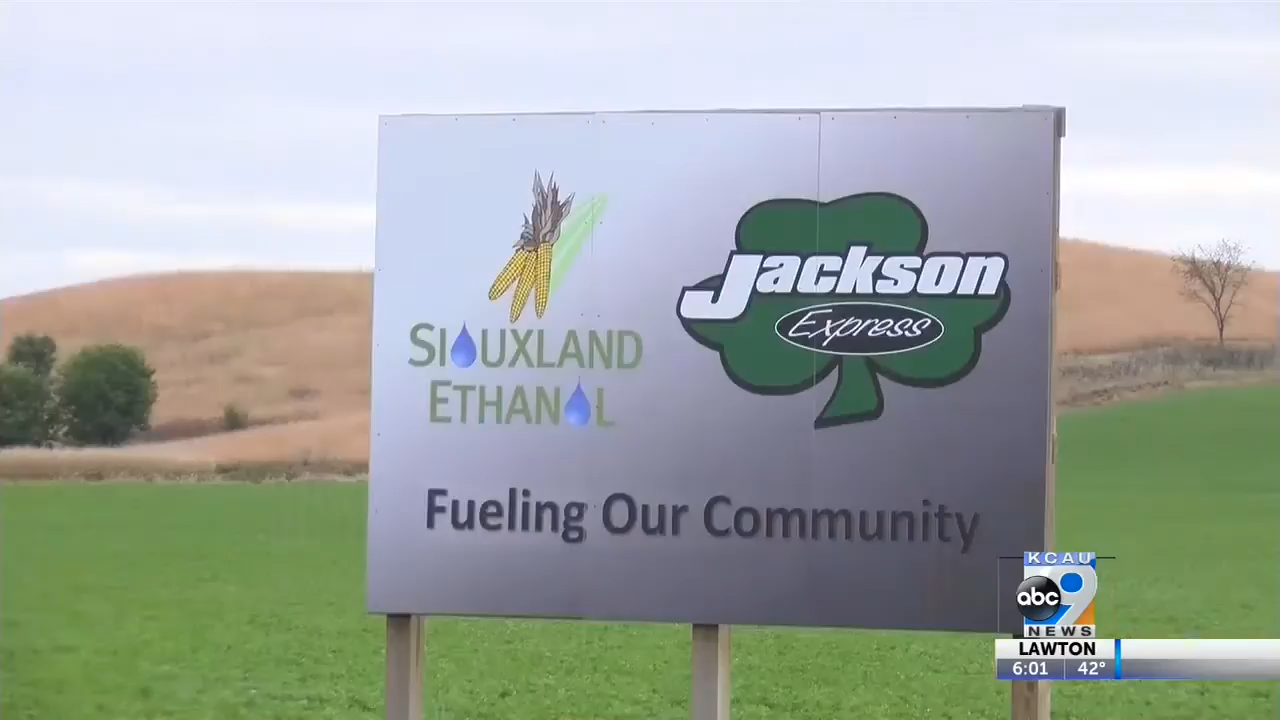 SIOUXLAND
ETHANOL
Jackson
Express
Fueling Our Community
KCAU
abc 9
NEWS
LAWTON
6:01 42°